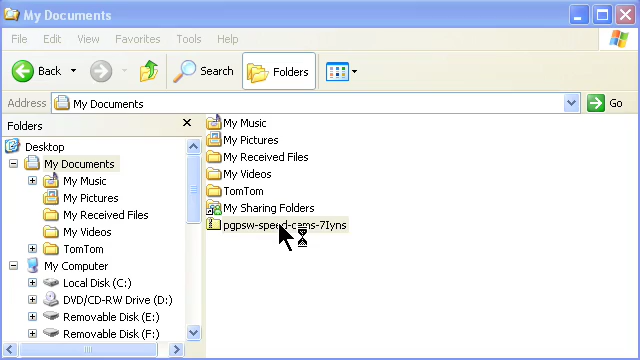 My Documents
File Edit View Favorites Tools Help
Back Search Folders
Address My Documents Go
Folders
Desktop
My Documents
My Music
My Pictures
My Received Files
My Videos
TomTom
My Computer
Local Disk (C:)
DVD/CD-RW Drive (D:)
Removable Disk (E:)
Removable Disk (F:)
My Music
My Pictures
My Received Files
My Videos
TomTom
My Sharing Folders
pgpsw-speed-cams-7Iyns